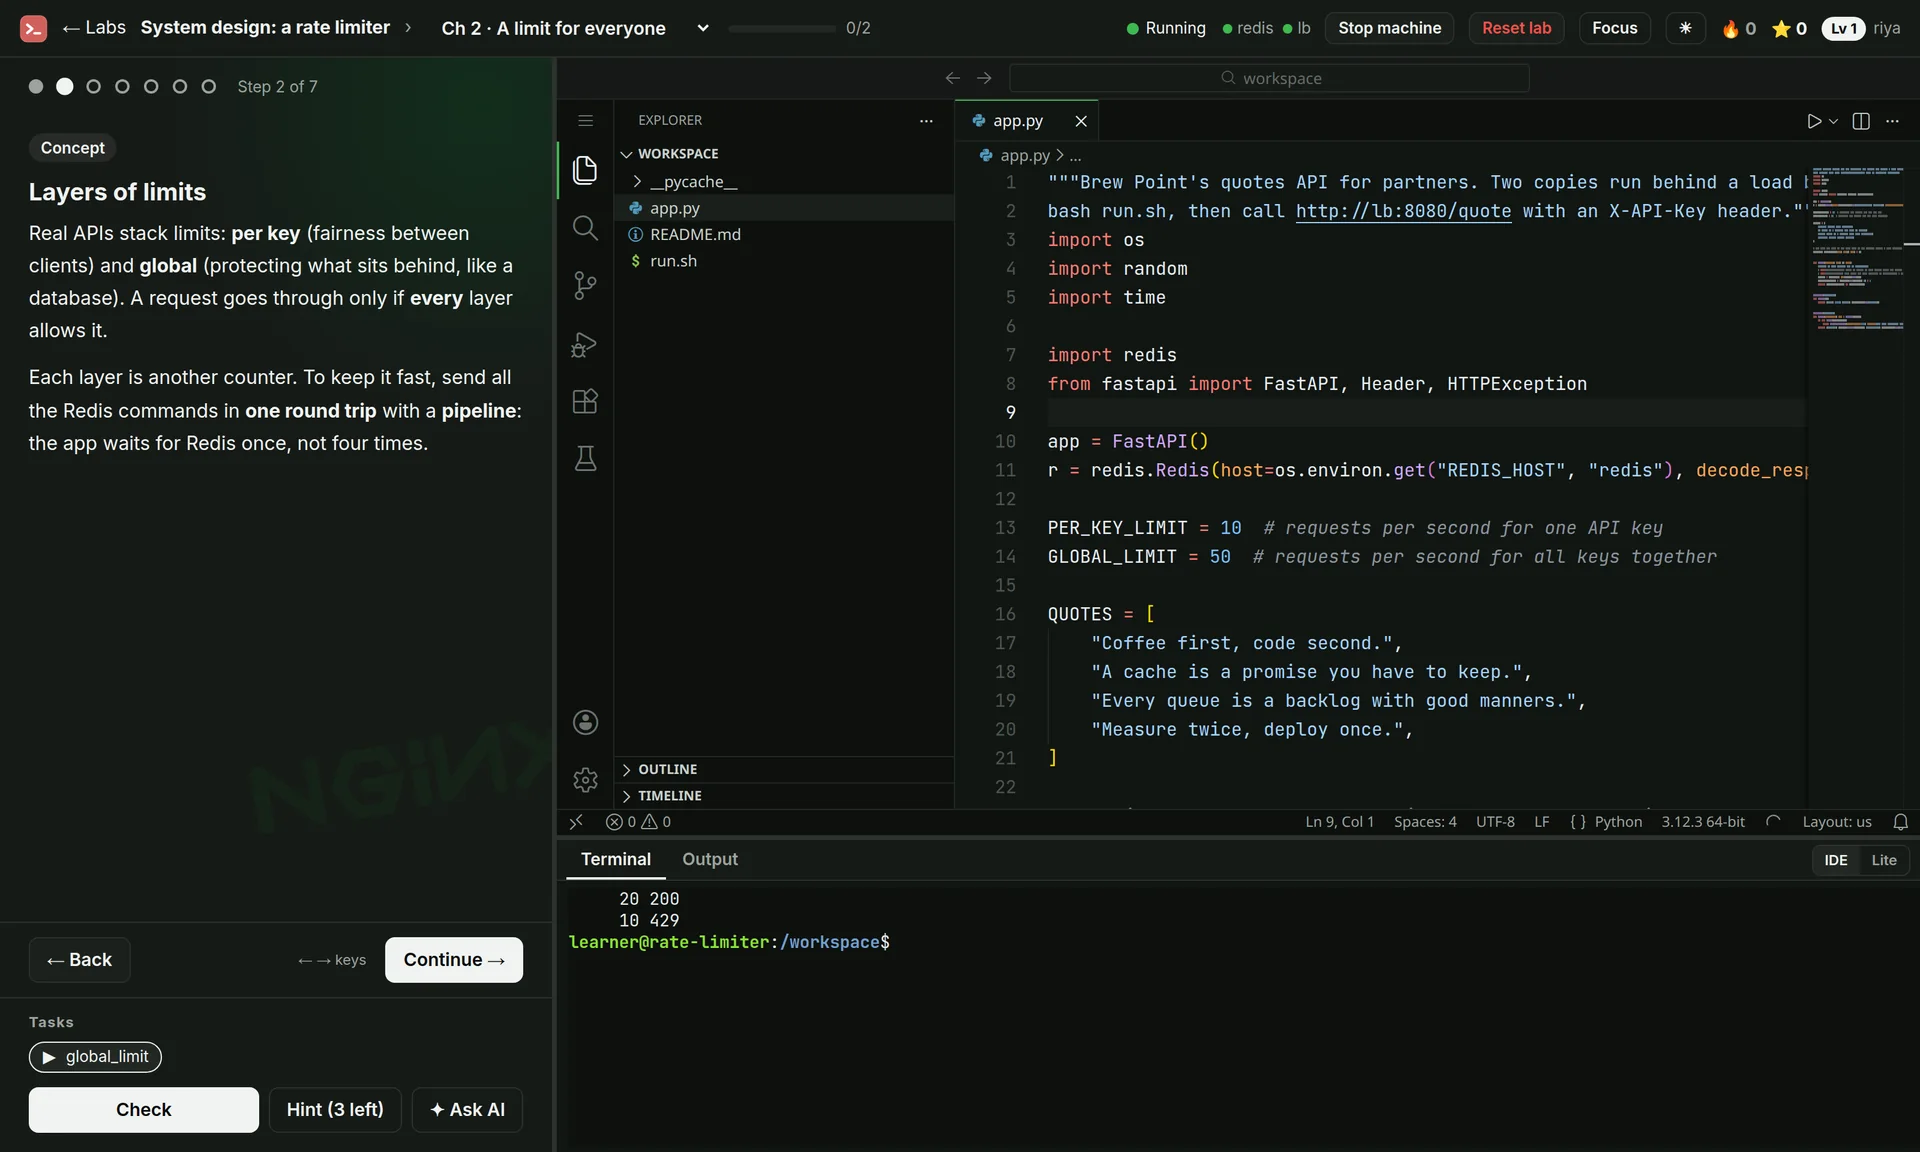 ← Labs System design: a rate limiter › Ch 2 · A limit for everyone 0/2 Running redis lb Stop machine Reset lab Focus 0 0 Lv 1 riya
Step 2 of 7
Concept
Layers of limits
Real APIs stack limits: per key (fairness between
clients) and global (protecting what sits behind, like a
database). A request goes through only if every layer
allows it.
Each layer is another counter. To keep it fast, send all
the Redis commands in one round trip with a pipeline:
the app waits for Redis once, not four times.
NGINX
← Back ← → keys Continue →
Tasks
global_limit
Check Hint (3 left) Ask AI
workspace
EXPLORER
WORKSPACE
__pycache__
app.py
README.md
run.sh
OUTLINE
TIMELINE
app.py
app.py > ...
1 """Brew Point's quotes API for partners. Two copies run behind a load
2 bash run.sh, then call http://lb:8080/quote with an X-API-Key header."
3 import os
4 import random
5 import time
6
7 import redis
8 from fastapi import FastAPI, Header, HTTPException
9
10 app = FastAPI()
11 r = redis.Redis(host=os.environ.get("REDIS_HOST", "redis"), decode_resp
12
13 PER_KEY_LIMIT = 10 # requests per second for one API key
14 GLOBAL_LIMIT = 50 # requests per second for all keys together
15
16 QUOTES = [
17 "Coffee first, code second.",
18 "A cache is a promise you have to keep.",
19 "Every queue is a backlog with good manners.",
20 "Measure twice, deploy once.",
21 ]
22
0 0 Ln 9, Col 1 Spaces: 4 UTF-8 LF { } Python 3.12.3 64-bit Layout: us
Terminal Output IDE Lite
20 200
10 429
learner@rate-limiter:/workspace$